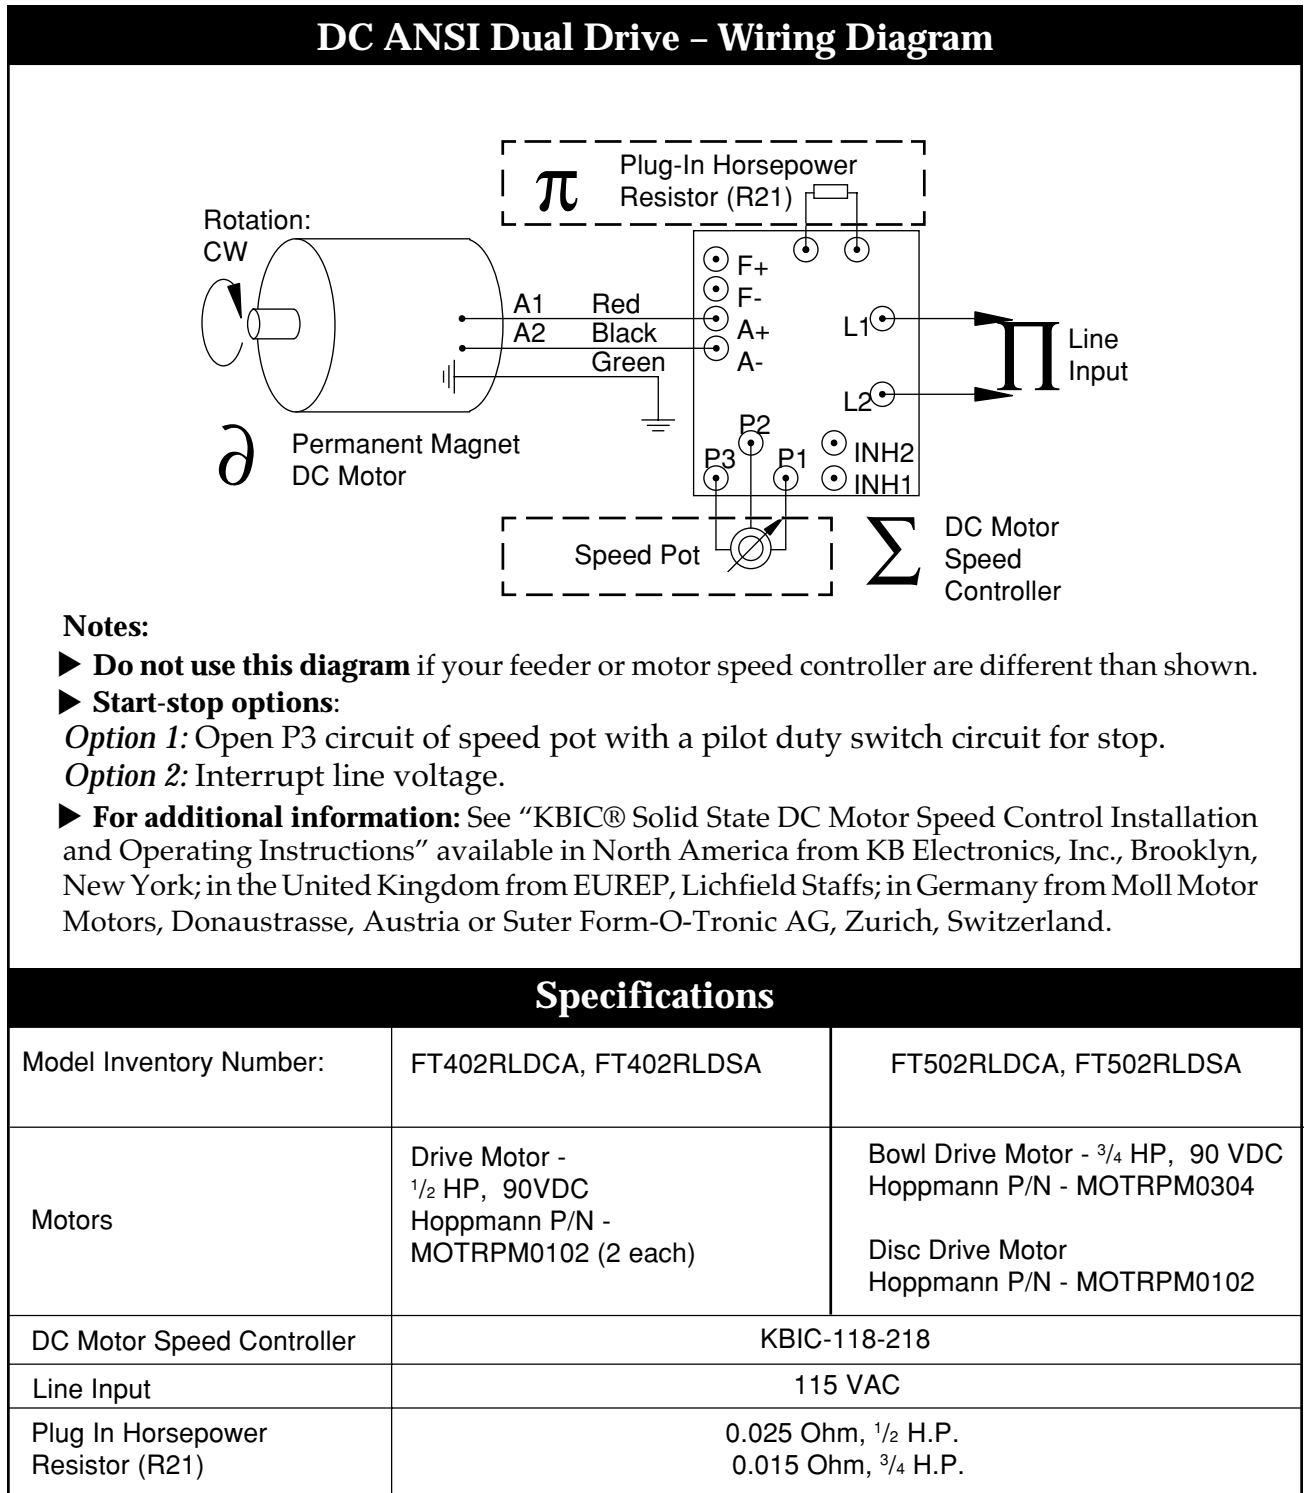 DC ANSI Dual Drive – Wiring Diagram
π
Plug-In Horsepower
Resistor (R21)
Rotation:
CW
F+
F-
A1 Red
A+
A2 Black
A-
Green
L1
L2
∏
Line
Input
∂
Permanent Magnet
DC Motor
P2
P3
P1
INH2
INH1
Speed Pot
∑
DC Motor
Speed
Controller
Notes:
▶ Do not use this diagram if your feeder or motor speed controller are different than shown.
▶ Start-stop options:
Option 1: Open P3 circuit of speed pot with a pilot duty switch circuit for stop.
Option 2: Interrupt line voltage.
▶ For additional information: See “KBIC® Solid State DC Motor Speed Control Installation
and Operating Instructions” available in North America from KB Electronics, Inc., Brooklyn,
New York; in the United Kingdom from EUREP, Lichfield Staffs; in Germany from Moll Motor
Motors, Donaustrasse, Austria or Suter Form-O-Tronic AG, Zurich, Switzerland.
Specifications
Model Inventory Number:
FT402RLDCA, FT402RLDSA
FT502RLDCA, FT502RLDSA
Motors
Drive Motor -
1/2 HP, 90VDC
Hoppmann P/N -
MOTRPM0102 (2 each)
Bowl Drive Motor - 3/4 HP, 90 VDC
Hoppmann P/N - MOTRPM0304
Disc Drive Motor
Hoppmann P/N - MOTRPM0102
DC Motor Speed Controller
KBIC-118-218
Line Input
115 VAC
Plug In Horsepower
Resistor (R21)
0.025 Ohm, 1/2 H.P.
0.015 Ohm, 3/4 H.P.